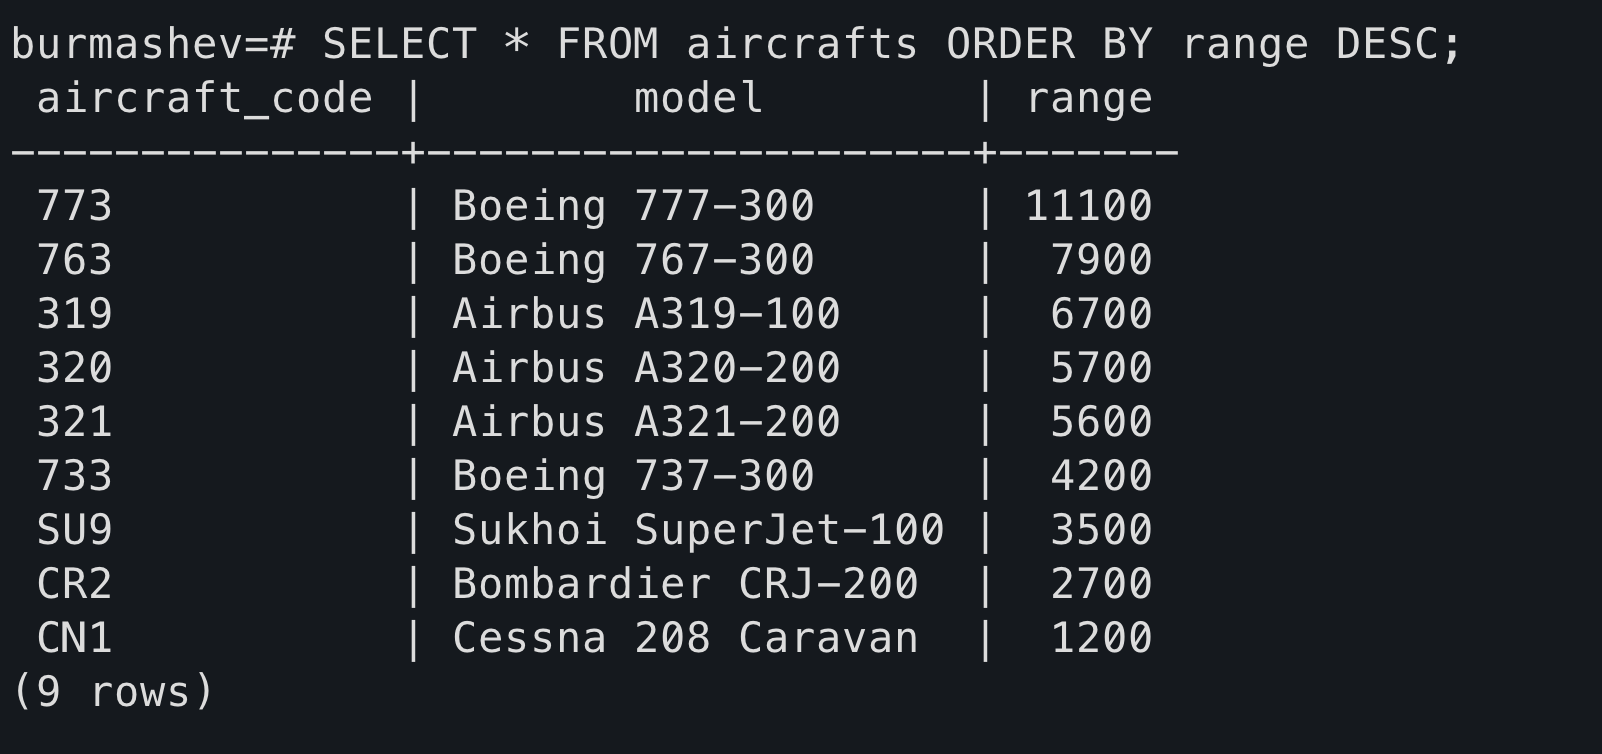 burmashev=# SELECT * FROM aircrafts ORDER BY range DESC;
 aircraft_code |        model        | range
---------------+---------------------+-------
 773           | Boeing 777-300      | 11100
 763           | Boeing 767-300      |  7900
 319           | Airbus A319-100     |  6700
 320           | Airbus A320-200     |  5700
 321           | Airbus A321-200     |  5600
 733           | Boeing 737-300      |  4200
 SU9           | Sukhoi SuperJet-100 |  3500
 CR2           | Bombardier CRJ-200  |  2700
 CN1           | Cessna 208 Caravan  |  1200
(9 rows)